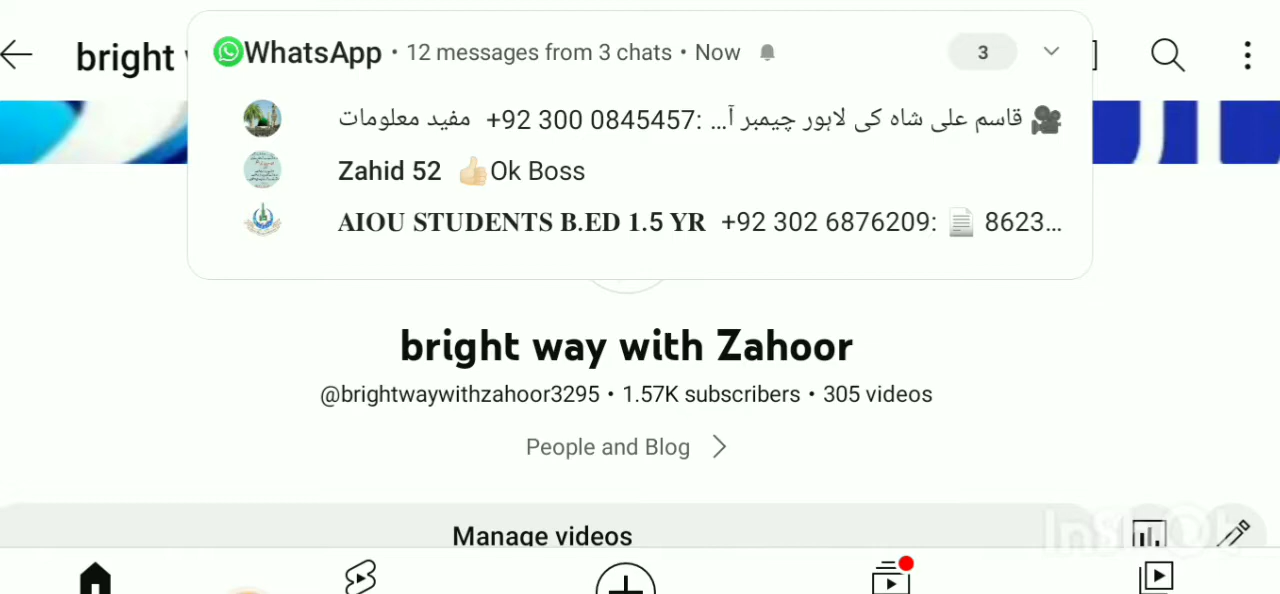 bright
WhatsApp • 12 messages from 3 chats • Now 3
مفید معلومات +92 300 0845457: قاسم علی شاہ کی لاہور چیمبر آ...
Zahid 52 👍🏻Ok Boss
AIOU STUDENTS B.ED 1.5 YR +92 302 6876209: 📄 8623...
bright way with Zahoor
@brightwaywithzahoor3295 • 1.57K subscribers • 305 videos
People and Blog
Manage videos
InShOt